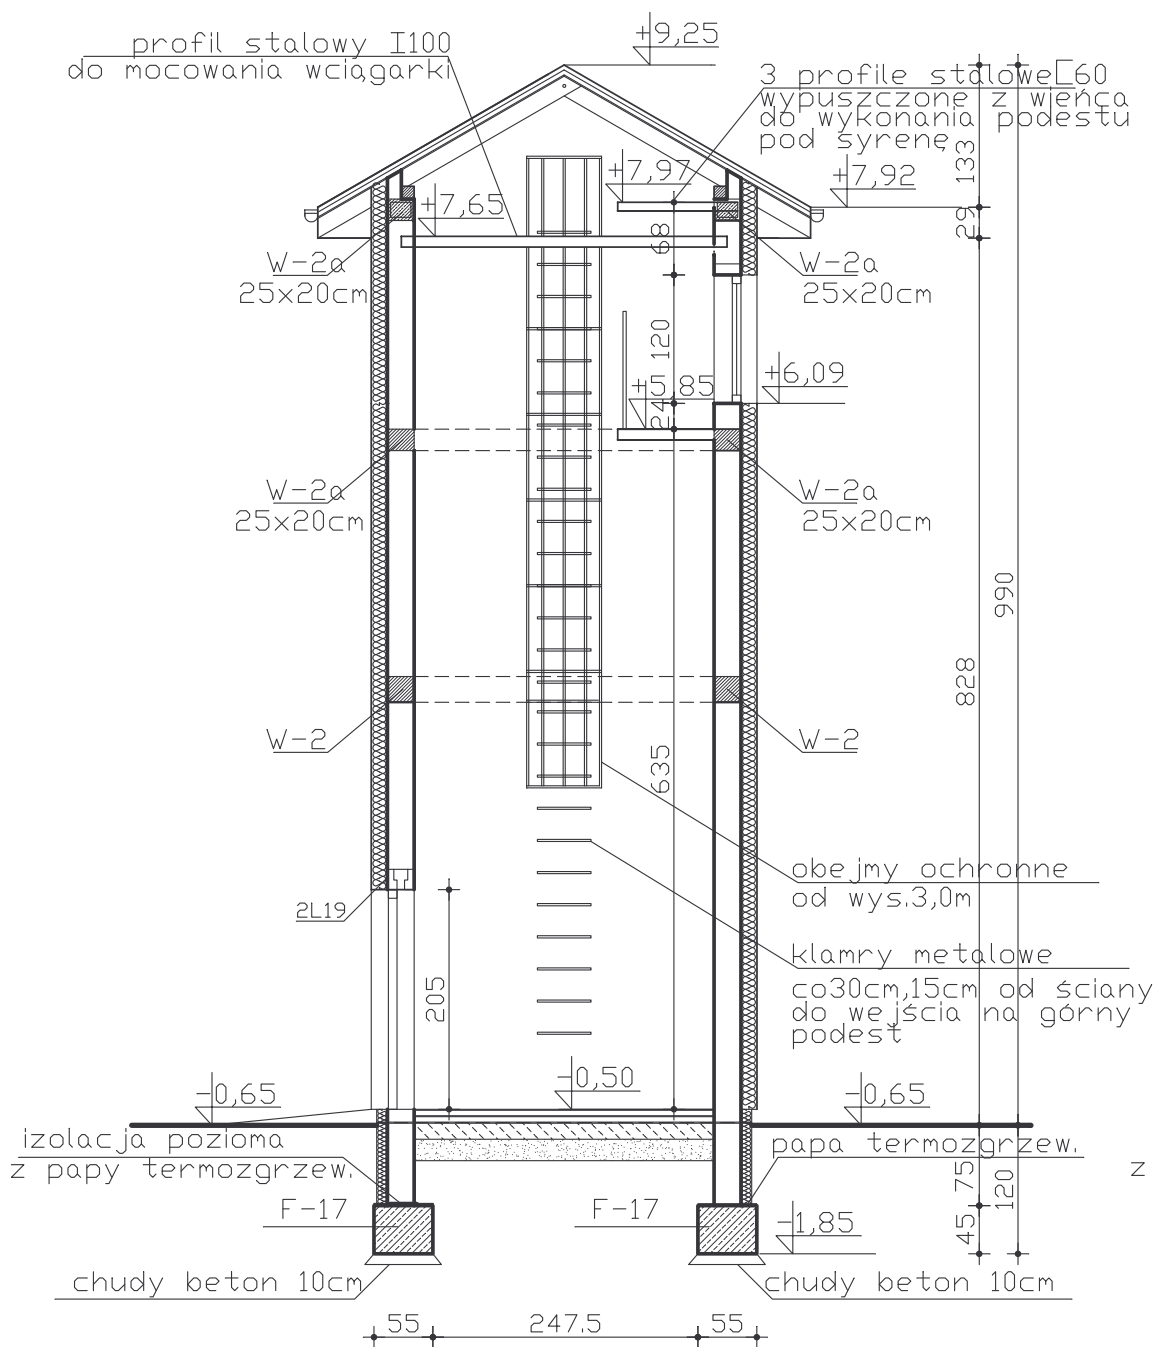 +9,25
profil stalowy I100
do mocowania wciągarki
3 profile stalowe[60
wypuszczone z wieńca
do wykonania podestu
pod syrenę
+7,97
+7,92
133
+7,65
29
68
W-2a
25x20cm
W-2a
25x20cm
120
+6,09
+5,85
24
W-2a
25x20cm
W-2a
25x20cm
990
828
W-2
W-2
635
obejmy ochronne
od wys.3,0m
2L19
klamry metalowe
co30cm,15cm od ściany
do wejścia na górny
podest
205
-0,50
-0,65
-0,65
izolacja pozioma
z papy termozgrzew.
papa termozgrzew.
z
75
120
F-17
F-17
-1,85
45
chudy beton 10cm
chudy beton 10cm
55
247.5
55